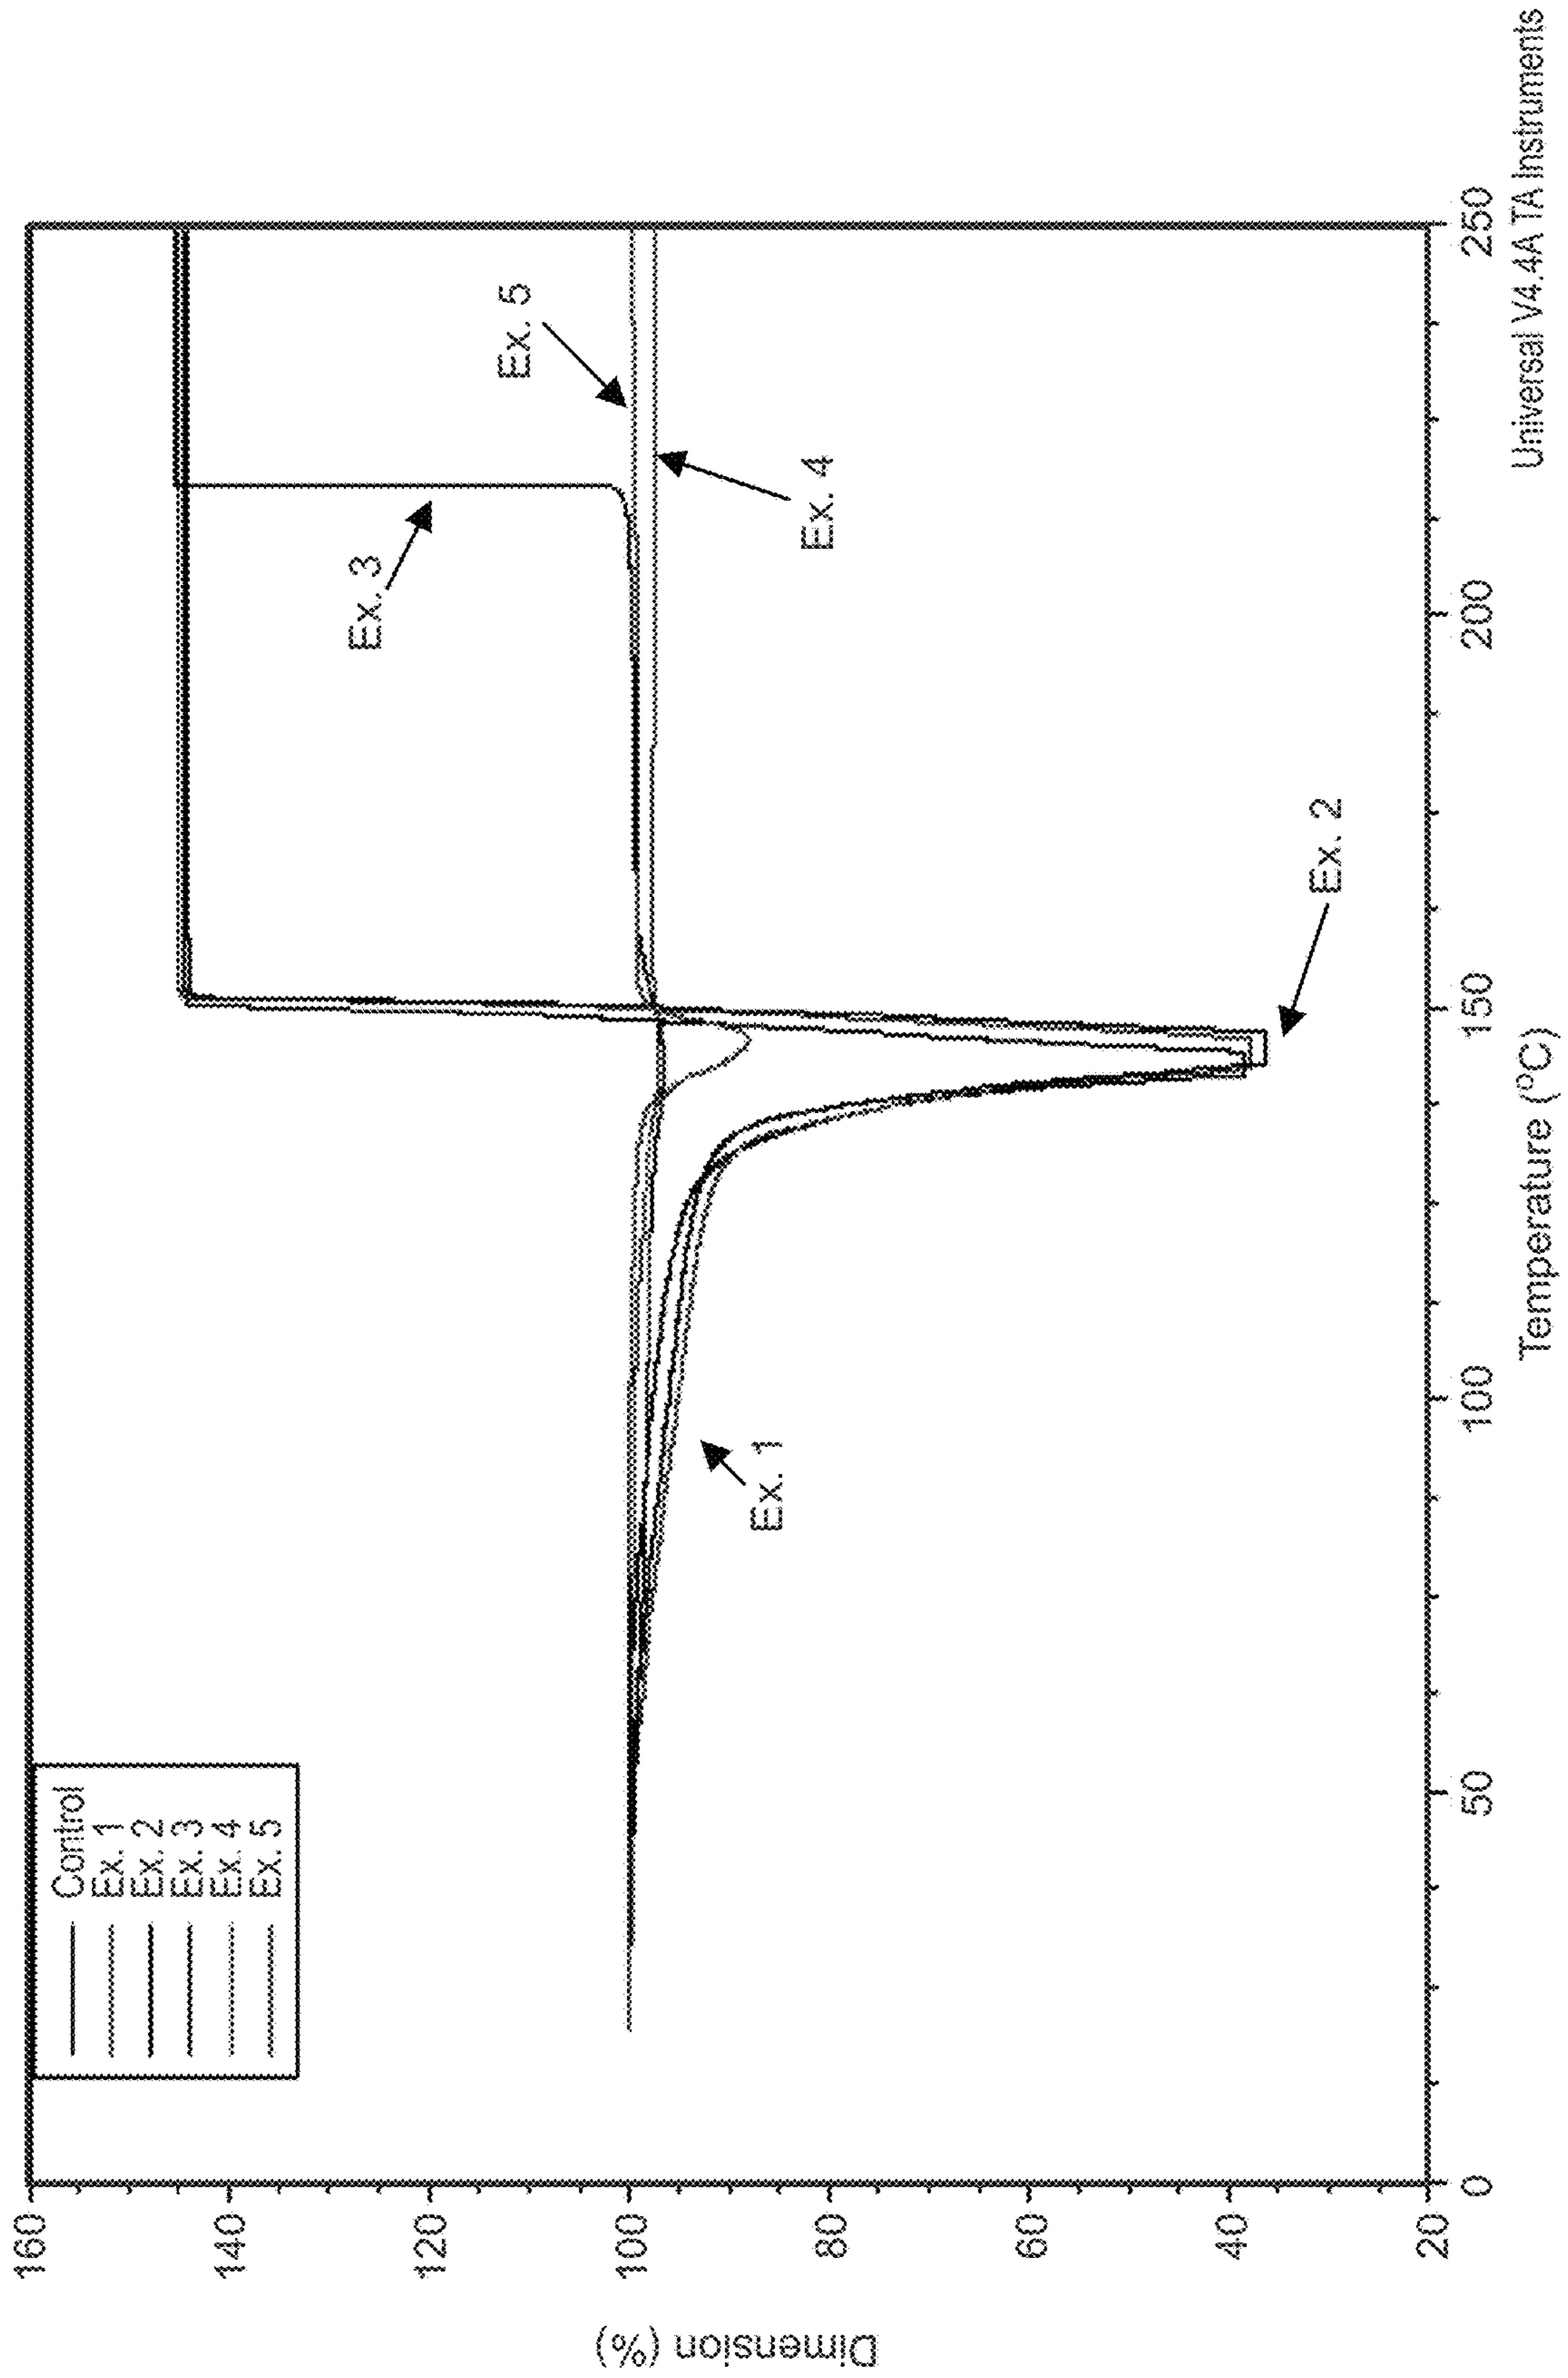 Control
Ex. 1
Ex. 2
Ex. 3
Ex. 4
Ex. 5
160
140
120
100
80
60
40
20
Dimension (%)
Ex. 3
Ex. 5
Ex. 4
Ex. 1
Ex. 2
0
50
100
150
200
250
Temperature (ºC)
Universal V4.4A TA Instruments